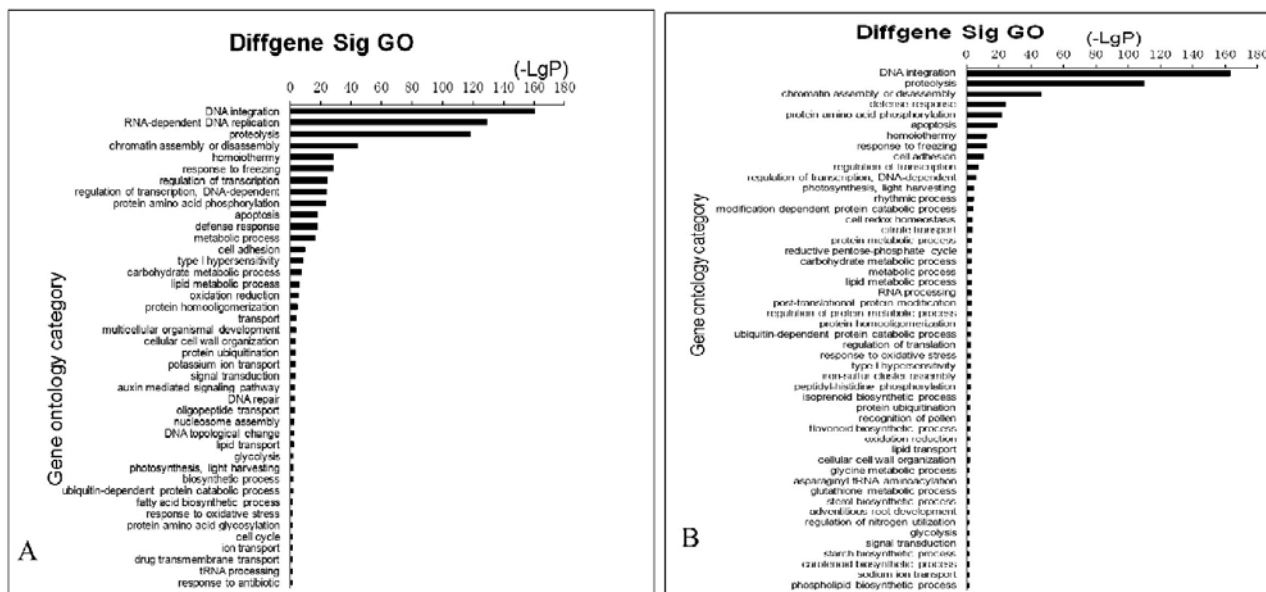 Diffgene Sig GO
(-LgP)
0 20 40 60 80 100 120 140 160 180
DNA integration
RNA-dependent DNA replication
proteolysis
chromatin assembly or disassembly
homoiothermy
response to freezing
regulation of transcription
regulation of transcription, DNA-dependent
protein amino acid phosphorylation
apoptosis
defense response
metabolic process
cell adhesion
type I hypersensitivity
carbohydrate metabolic process
lipid metabolic process
oxidation reduction
protein homooligomerization
transport
multicellular organismal development
cellular cell wall organization
protein ubiquitination
potassium ion transport
signal transduction
auxin mediated signaling pathway
DNA repair
oligopeptide transport
nucleosome assembly
DNA topological change
lipid transport
glycolysis
photosynthesis, light harvesting
biosynthetic process
ubiquitin-dependent protein catabolic process
fatty acid biosynthetic process
response to oxidative stress
protein amino acid glycosylation
cell cycle
ion transport
drug transmembrane transport
tRNA processing
response to antibiotic
Gene ontology category
A
Diffgene Sig GO
(-LgP)
0 20 40 60 80 100 120 140 160 180
DNA integration
proteolysis
chromatin assembly or disassembly
defense response
protein amino acid phosphorylation
apoptosis
homoiothermy
response to freezing
cell adhesion
regulation of transcription
regulation of transcription, DNA-dependent
photosynthesis, light harvesting
rhythmic process
modification dependent protein catabolic process
cell redox homeostasis
citrate transport
protein metabolic process
reductive pentose-phosphate cycle
carbohydrate metabolic process
metabolic process
lipid metabolic process
RNA processing
post-translational protein modification
regulation of protein metabolic process
protein homooligomerization
ubiquitin-dependent protein catabolic process
regulation of translation
response to oxidative stress
type I hypersensitivity
iron-sulfur cluster assembly
peptidyl-histidine phosphorylation
isoprenoid biosynthetic process
protein ubiquitination
recognition of pollen
flavonoid biosynthetic process
oxidation reduction
lipid transport
cellular cell wall organization
glycine metabolic process
asparaginyl tRNA aminoacylation
glutathione metabolic process
sterol biosynthetic process
adventitious root development
regulation of nitrogen utilization
glycolysis
signal transduction
starch biosynthetic process
carotenoid biosynthetic process
sodium ion transport
phospholipid biosynthetic process
Gene ontology category
B